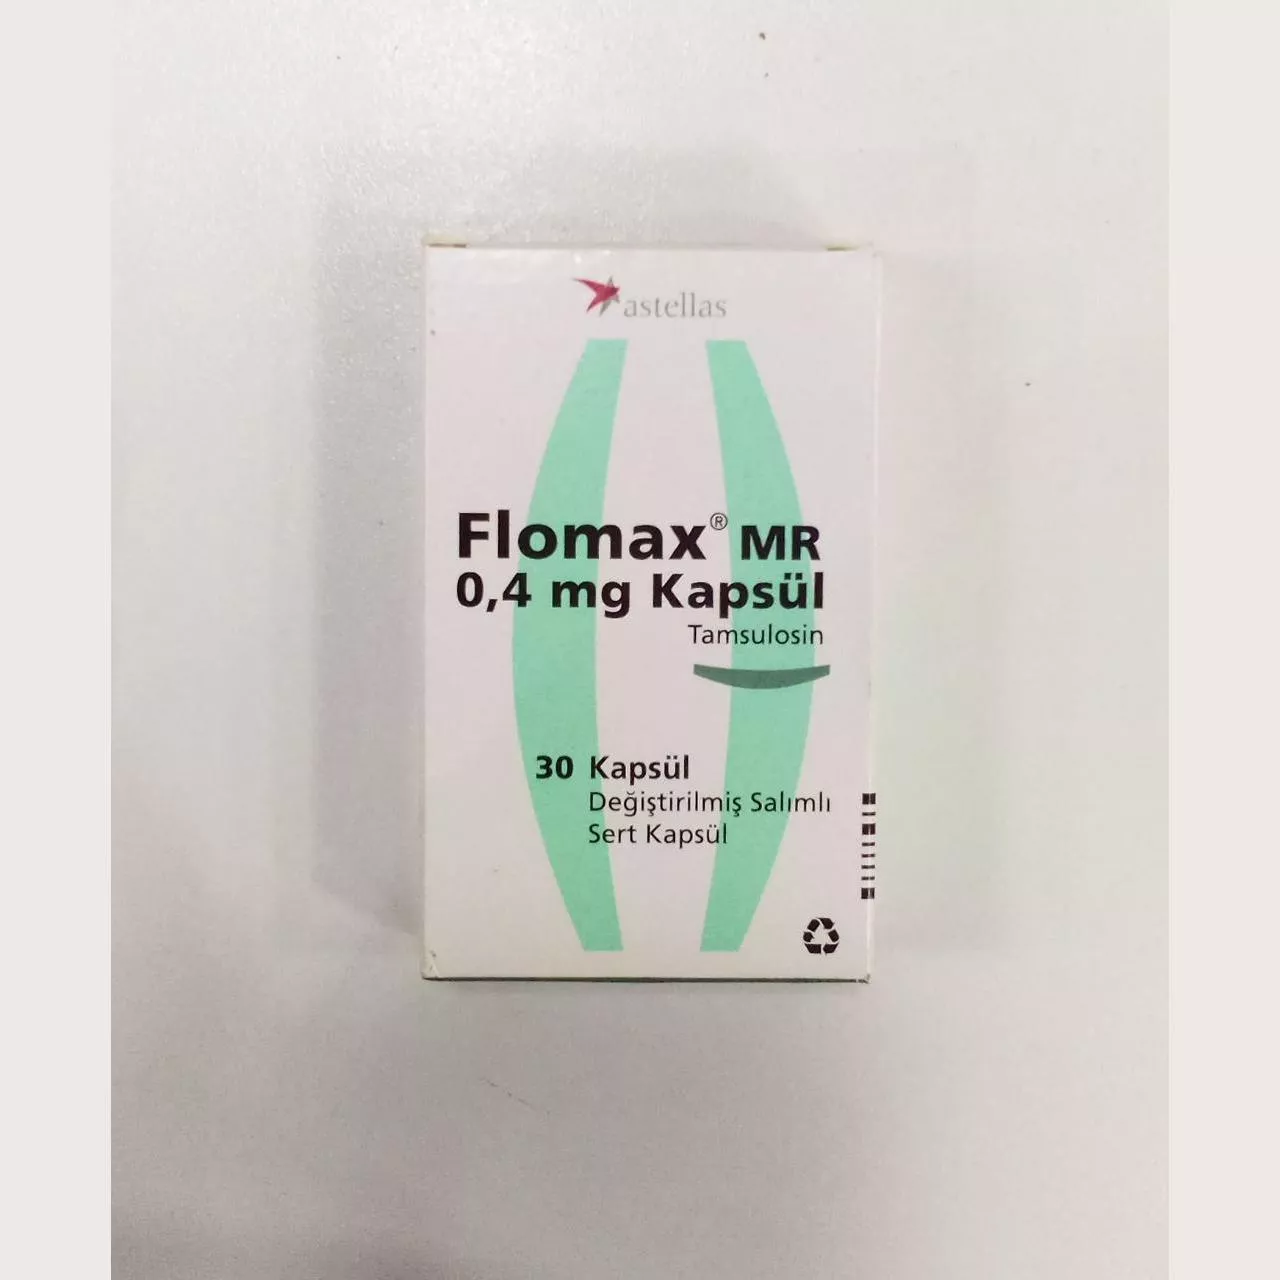 astellas
Flomax® MR
0,4 mg Kapsül
Tamsulosin
30 Kapsül
Değiştirilmiş Salımlı
Sert Kapsül